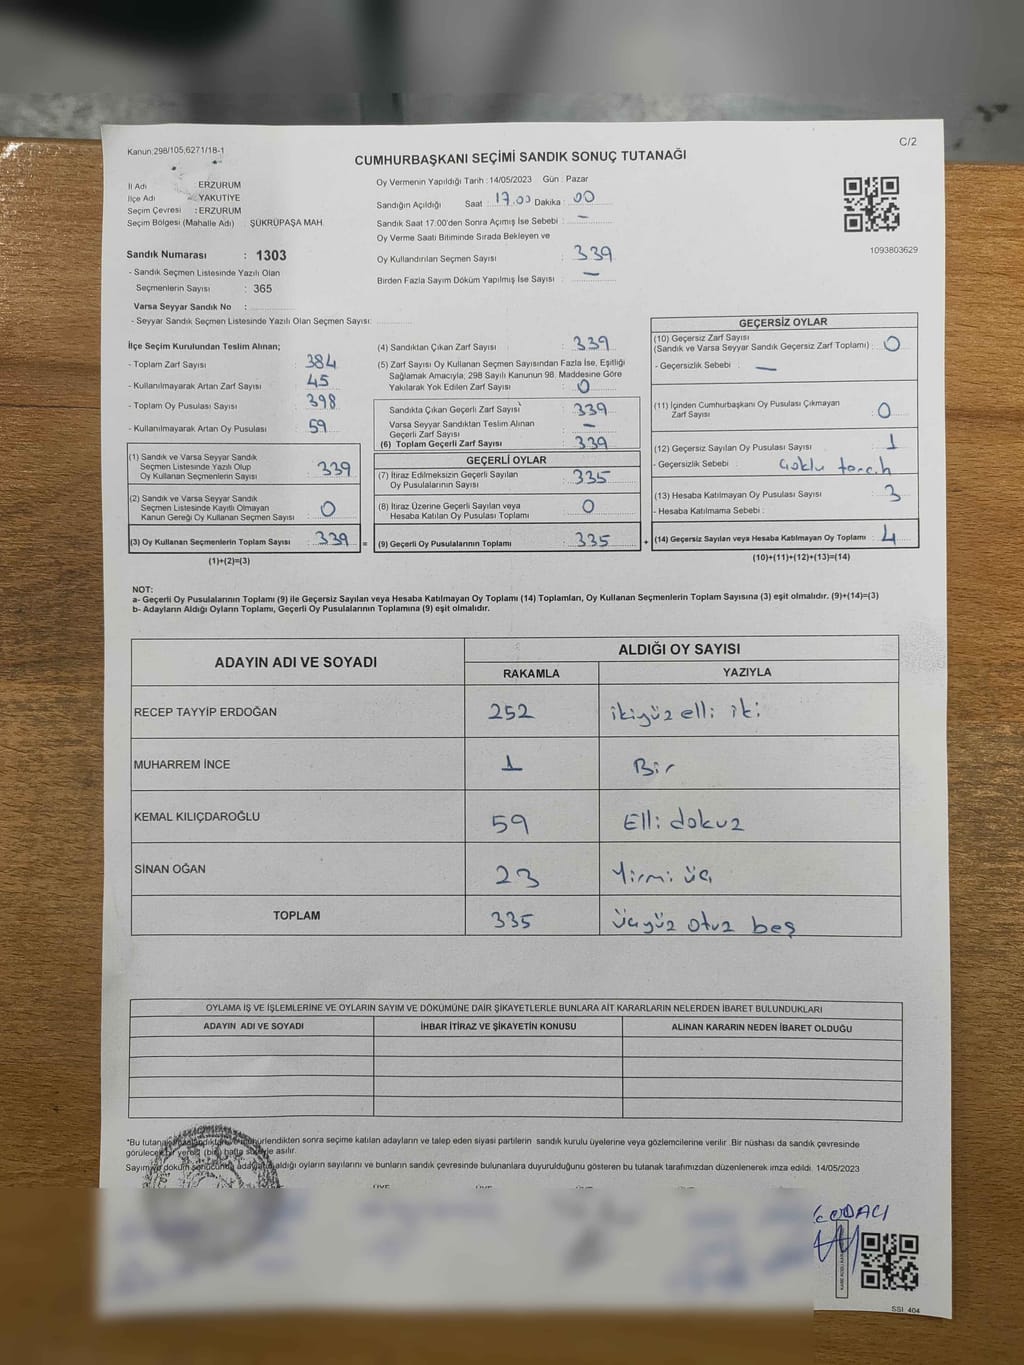 Kanun:298/105,6271/18-1
C/2
CUMHURBAŞKANI SEÇİMİ SANDIK SONUÇ TUTANAĞI
İl Adı : ERZURUM
İlçe Adı : YAKUTİYE
Seçim Çevresi : ERZURUM
Seçim Bölgesi (Mahalle Adı) : ŞÜKRÜPAŞA MAH.
Sandık Numarası : 1303
- Sandık Seçmen Listesinde Yazılı Olan
Seçmenlerin Sayısı : 365
Varsa Seyyar Sandık No :
- Seyyar Sandık Seçmen Listesinde Yazılı Olan Seçmen Sayısı:
Oy Vermenin Yapıldığı Tarih : 14/05/2023 Gün : Pazar
Sandığın Açıldığı Saat : 17.00 Dakika : 00
Sandık Saat 17.00'den Sonra Açımış İse Sebebi : —
Oy Verme Saati Bitiminde Sırada Bekleyen ve
Oy Kullandırılan Seçmen Sayısı : 339
Birden Fazla Sayım Döküm Yapılmış İse Sayısı : —
1093803629
İlçe Seçim Kurulundan Teslim Alınan;
- Toplam Zarf Sayısı : 384
- Kullanılmayarak Artan Zarf Sayısı : 45
- Toplam Oy Pusulası Sayısı : 398
- Kullanılmayarak Artan Oy Pusulası : 59
(1) Sandık ve Varsa Seyyar Sandık
Seçmen Listesinde Yazılı Olup
Oy Kullanan Seçmenlerin Sayısı : 339
(2) Sandık ve Varsa Seyyar Sandık
Seçmen Listesinde Kayıtlı Olmayan
Kanun Gereği Oy Kullanan Seçmen Sayısı : 0
(3) Oy Kullanan Seçmenlerin Toplam Sayısı : 339 =
(1)+(2)=(3)
(4) Sandıktan Çıkan Zarf Sayısı : 339
(5) Zarf Sayısı Oy Kullanan Seçmen Sayısından Fazla İse, Eşitliği
Sağlamak Amacıyla; 298 Sayılı Kanunun 98. Maddesine Göre
Yakılarak Yok Edilen Zarf Sayısı : 0
Sandıkta Çıkan Geçerli Zarf Sayısı : 339
Varsa Seyyar Sandıktan Teslim Alınan
Geçerli Zarf Sayısı : —
(6) Toplam Geçerli Zarf Sayısı : 339
GEÇERLİ OYLAR
(7) İtiraz Edilmeksizin Geçerli Sayılan
Oy Pusulalarının Sayısı : 335
(8) İtiraz Üzerine Geçerli Sayılan veya
Hesaba Katılan Oy Pusulası Toplamı : 0
(9) Geçerli Oy Pusulalarının Toplamı : 335 +
GEÇERSİZ OYLAR
(10) Geçersiz Zarf Sayısı
(Sandık ve Varsa Seyyar Sandık Geçersiz Zarf Toplamı) : 0
- Geçersizlik Sebebi : —
(11) İçinden Cumhurbaşkanı Oy Pusulası Çıkmayan
Zarf Sayısı : 0
(12) Geçersiz Sayılan Oy Pusulası Sayısı : 1
- Geçersizlik Sebebi : Çoklu tercih
(13) Hesaba Katılmayan Oy Pusulası Sayısı : 3
- Hesaba Katılmama Sebebi :
(14) Geçersiz Sayılan veya Hesaba Katılmayan Oy Toplamı : 4
(10)+(11)+(12)+(13)=(14)
NOT:
a- Geçerli Oy Pusulalarının Toplamı (9) ile Geçersiz Sayılan veya Hesaba Katılmayan Oy Toplamı (14) Toplamları, Oy Kullanan Seçmenlerin Toplam Sayısına (3) eşit olmalıdır. (9)+(14)=(3)
b- Adayların Aldığı Oyların Toplamı, Geçerli Oy Pusulalarının Toplamına (9) eşit olmalıdır.
ADAYIN ADI VE SOYADI ALDIĞI OY SAYISI
RAKAMLA YAZIYLA
RECEP TAYYİP ERDOĞAN 252 ikiyüz elli iki
MUHARREM İNCE 1 Bir
KEMAL KILIÇDAROĞLU 59 Elli dokuz
SİNAN OĞAN 23 Yirmi üç
TOPLAM 335 üçyüz otuz beş
OYLAMA İŞ VE İŞLEMLERİNE VE OYLARIN SAYIM VE DÖKÜMÜNE DAİR ŞİKAYETLERLE BUNLARA AİT KARARLARIN NELERDEN İBARET BULUNDUKLARI
ADAYIN ADI VE SOYADI İHBAR İTİRAZ VE ŞİKAYETİN KONUSU ALINAN KARARIN NEDEN İBARET OLDUĞU
"Bu tutanak mühürlendikten sonra seçime katılan adayların ve talep eden siyasi partilerin sandık kurulu üyelerine veya gözlemcilerine verilir .Bir nüshası da sandık çevresinde
görülecek bir yere (bir) hafta süreyle asılır.
Sayım ve döküm sonucunda adayların aldığı oyların sayılarını ve bunların sandık çevresinde bulunanlara duyurulduğunu gösteren bu tutanak tarafımızdan düzenlenerek imza edildi. 14/05/2023
SSI 404